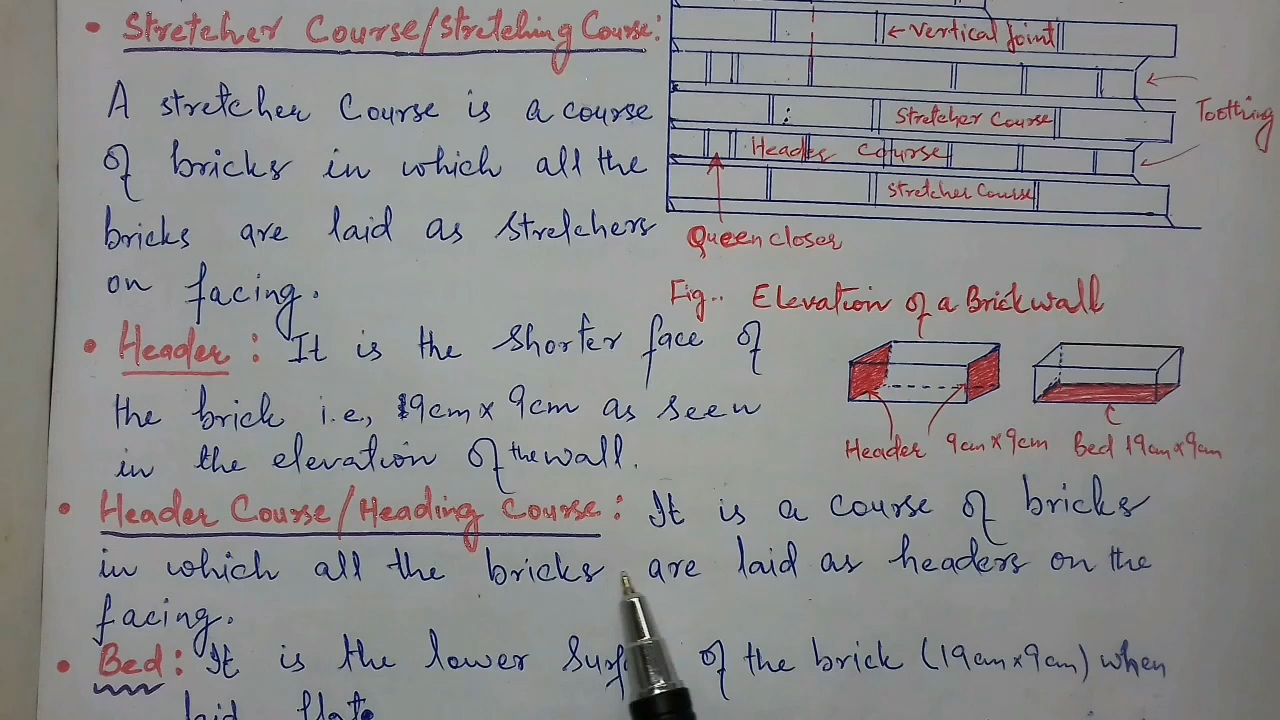 • Stretcher Course/Stretching Course:
A stretcher Course is a course
of bricks in which all the
bricks are laid as stretchers
on facing.
←Vertical Joint
Toothing
Stretcher Course
Header Course
Stretcher Course
Queen closer
Fig.. Elevation of a Brickwall
• Header: It is the shorter face of
the brick i.e., 9cm x 9cm as seen
in the elevation of the wall.
Header 9cm x 9cm
Bed 19cm x 9cm
• Header Course/Heading Course: It is a course of bricks
in which all the bricks are laid as headers on the
facing.
• Bed: It is the lower of the brick (19cm x 9cm) when
laid flat.